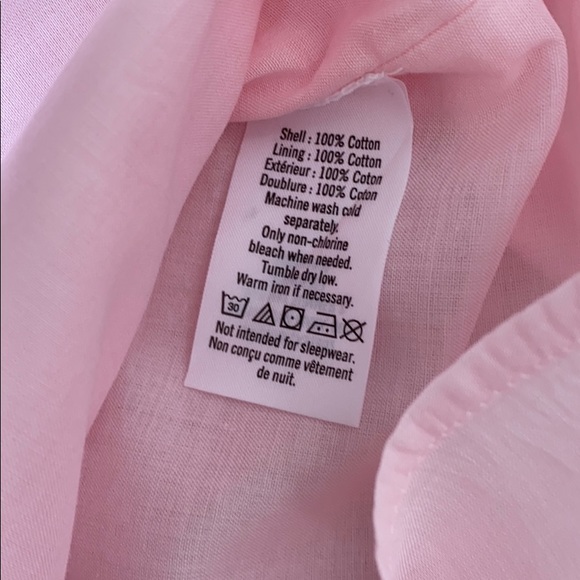 Shell : 100% Cotton
Lining : 100% Cotton
Extérieur : 100% Coton
Doublure : 100% Coton
Machine wash cold
separately.
Only non-chlorine
bleach when needed.
Tumble dry low.
Warm iron if necessary.
30
Not intended for sleepwear.
Non conçu comme vêtement
de nuit.